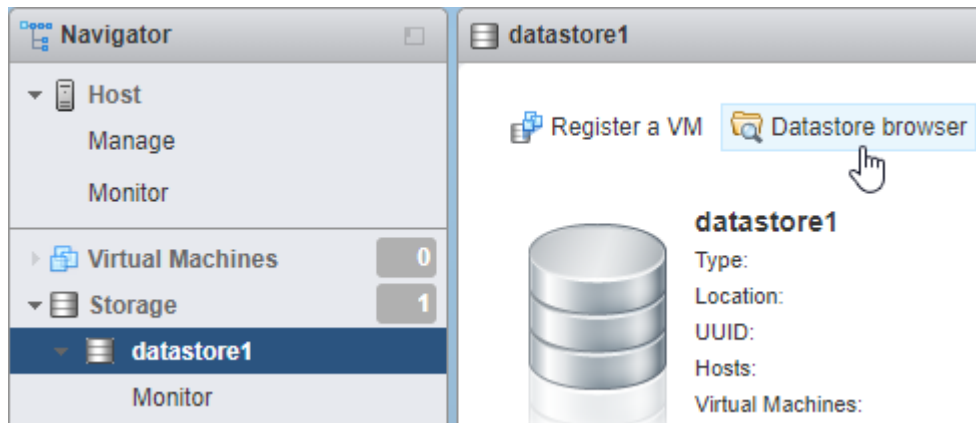 Navigator
Host
Manage
Monitor
Virtual Machines 0
Storage 1
datastore1
Monitor
datastore1
Register a VM Datastore browser
datastore1
Type:
Location:
UUID:
Hosts:
Virtual Machines: